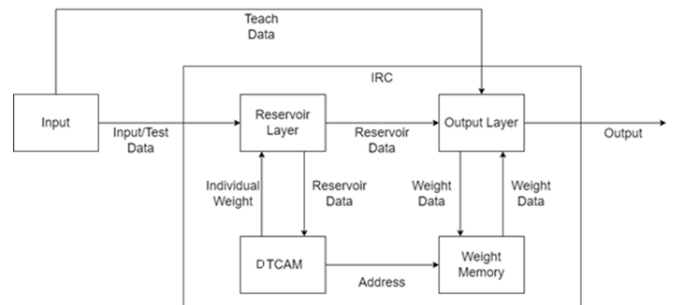 Teach
Data
IRC
Input
Input/Test
Data
Reservoir
Layer
Reservoir
Data
Output Layer
Output
Individual
Weight
Reservoir
Data
Weight
Data
Weight
Data
DTCAM
Address
Weight
Memory